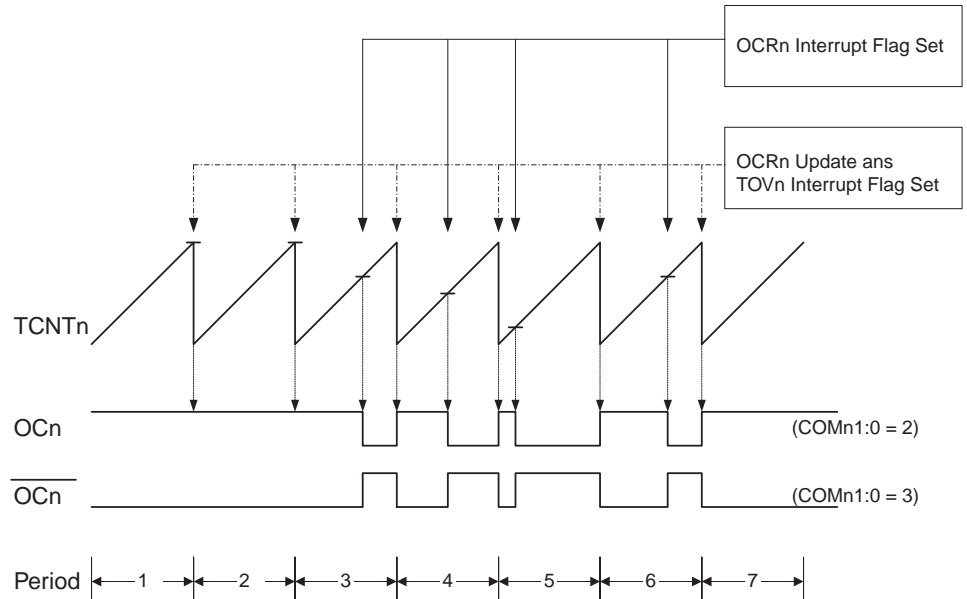 OCRn Interrupt Flag Set
OCRn Update ans
TOVn Interrupt Flag Set
TCNTn
OCn
(COMn1:0 = 2)
OCn
(COMn1:0 = 3)
Period
1
2
3
4
5
6
7